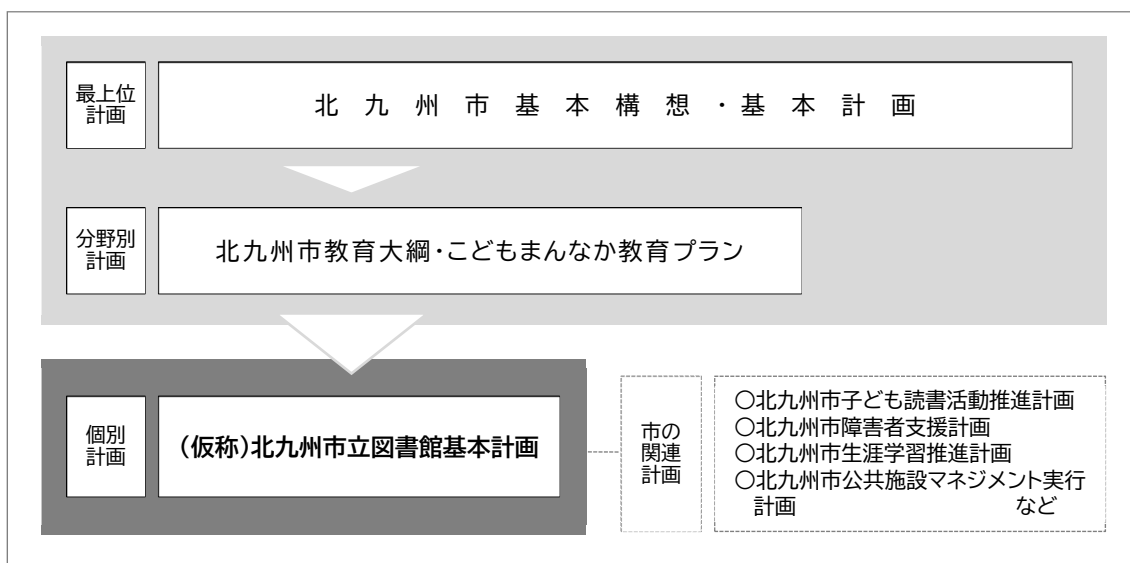 最上位
計画
北九州市基本構想・基本計画
分野別
計画
北九州市教育大綱・こどもまんなか教育プラン
個別
計画
(仮称)北九州市立図書館基本計画
市の
関連
計画
○北九州市子ども読書活動推進計画
○北九州市障害者支援計画
○北九州市生涯学習推進計画
○北九州市公共施設マネジメント実行
計画 など